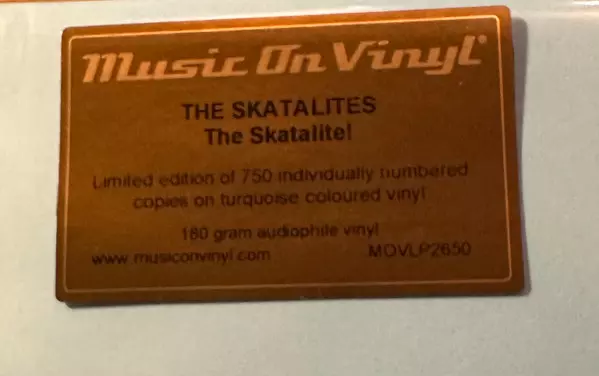 Music On Vinyl®
THE SKATALITES
The Skatalite!
Limited edition of 750 individually numbered
copies on turquoise coloured vinyl
180 gram audiophile vinyl
www.musiconvinyl.com MOVLP2650